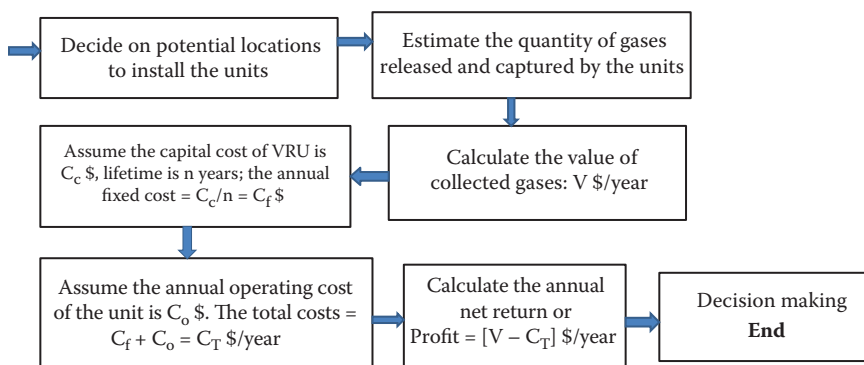 Decide on potential locations
to install the units
Estimate the quantity of gases
released and captured by the units
Calculate the value of
collected gases: V $/year
Assume the capital cost of VRU is
C_c $, lifetime is n years; the annual
fixed cost = C_c/n = C_f $
Assume the annual operating cost
of the unit is C_o $. The total costs =
C_f + C_o = C_T $/year
Calculate the annual
net return or
Profit = [V – C_T] $/year
Decision making
End